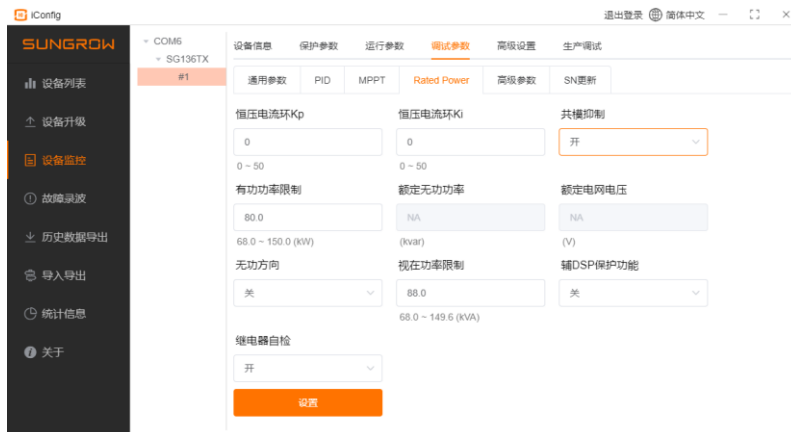 iConfig
退出登录 简体中文
SUNGROW
设备列表
设备升级
设备监控
故障录波
历史数据导出
导入导出
统计信息
关于
COM6
SG136TX
#1
设备信息 保护参数 运行参数 调试参数 高级设置 生产调试
通用参数 PID MPPT Rated Power 高级参数 SN更新
恒压电流环Kp 恒压电流环Ki 共模抑制
0 0 开
0 ~ 50 0 ~ 50
有功功率限制 额定无功功率 额定电网电压
80.0 NA NA
68.0 ~ 150.0 (kW) (kvar) (V)
无功方向 视在功率限制 辅DSP保护功能
关 88.0 关
68.0 ~ 149.6 (kVA)
继电器自检
开
设置